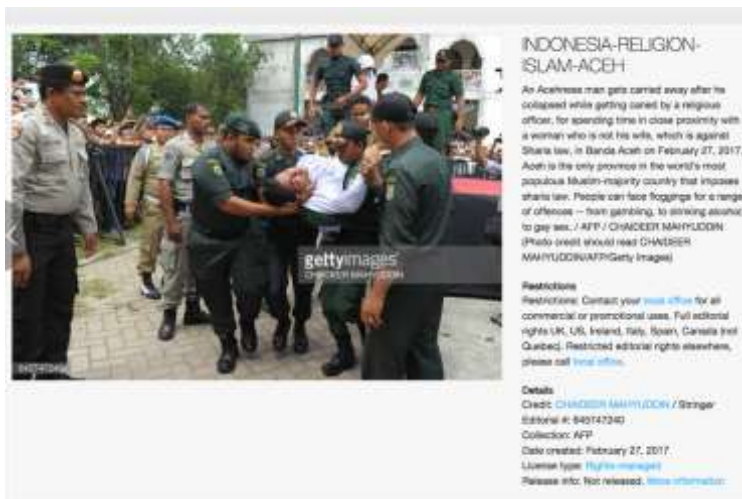 INDONESIA-RELIGION-
ISLAM-ACEH
An Acehnese man gets carried away after he
collapsed while getting caned by a religious
officer, for spending time in close proximity with
a woman who is not his wife, which is against
Sharia law, in Banda Aceh on February 27, 2017.
Aceh is the only province in the world's most
populous Muslim-majority country that imposes
sharia law. People can face floggings for a range
of offences -- from gambling, to drinking alcohol
to gay sex. / AFP / CHAIDEER MAHYUDDIN
(Photo credit should read CHAIDEER
MAHYUDDIN/AFP/Getty Images)
gettyimages
CHAIDEER MAHYUDDIN
645747240
Restrictions
Restrictions: Contact your local office for all
commercial or promotional uses. Full editorial
rights UK, US, Ireland, Italy, Spain, Canada (not
Quebec). Restricted editorial rights elsewhere,
please call local office.
Details
Credit: CHAIDEER MAHYUDDIN / Stringer
Editorial #: 645747240
Collection: AFP
Date created: February 27, 2017
License type: Rights-managed
Release info: Not released. More information